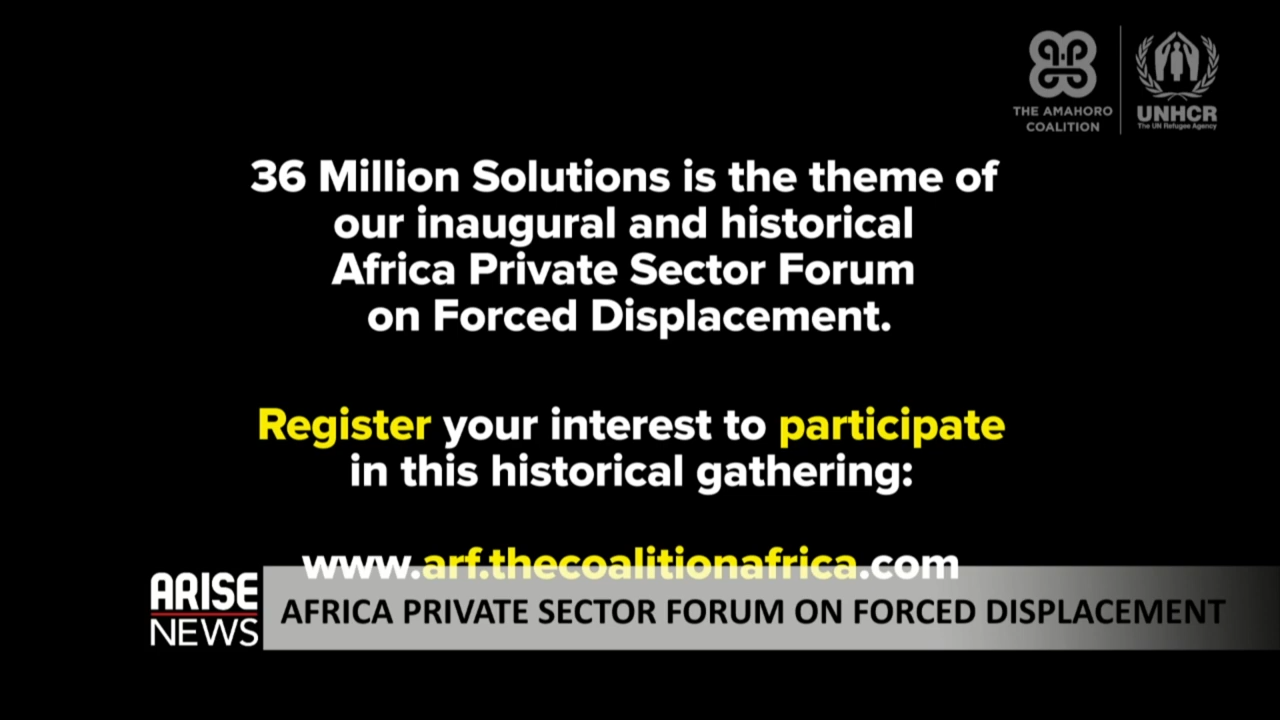 THE AMAHORO
COALITION
UNHCR
The UN Refugee Agency
36 Million Solutions is the theme of
our inaugural and historical
Africa Private Sector Forum
on Forced Displacement.
Register your interest to participate
in this historical gathering:
www.arf.thecoalitionafrica.com
ARISE
NEWS
AFRICA PRIVATE SECTOR FORUM ON FORCED DISPLACEMENT